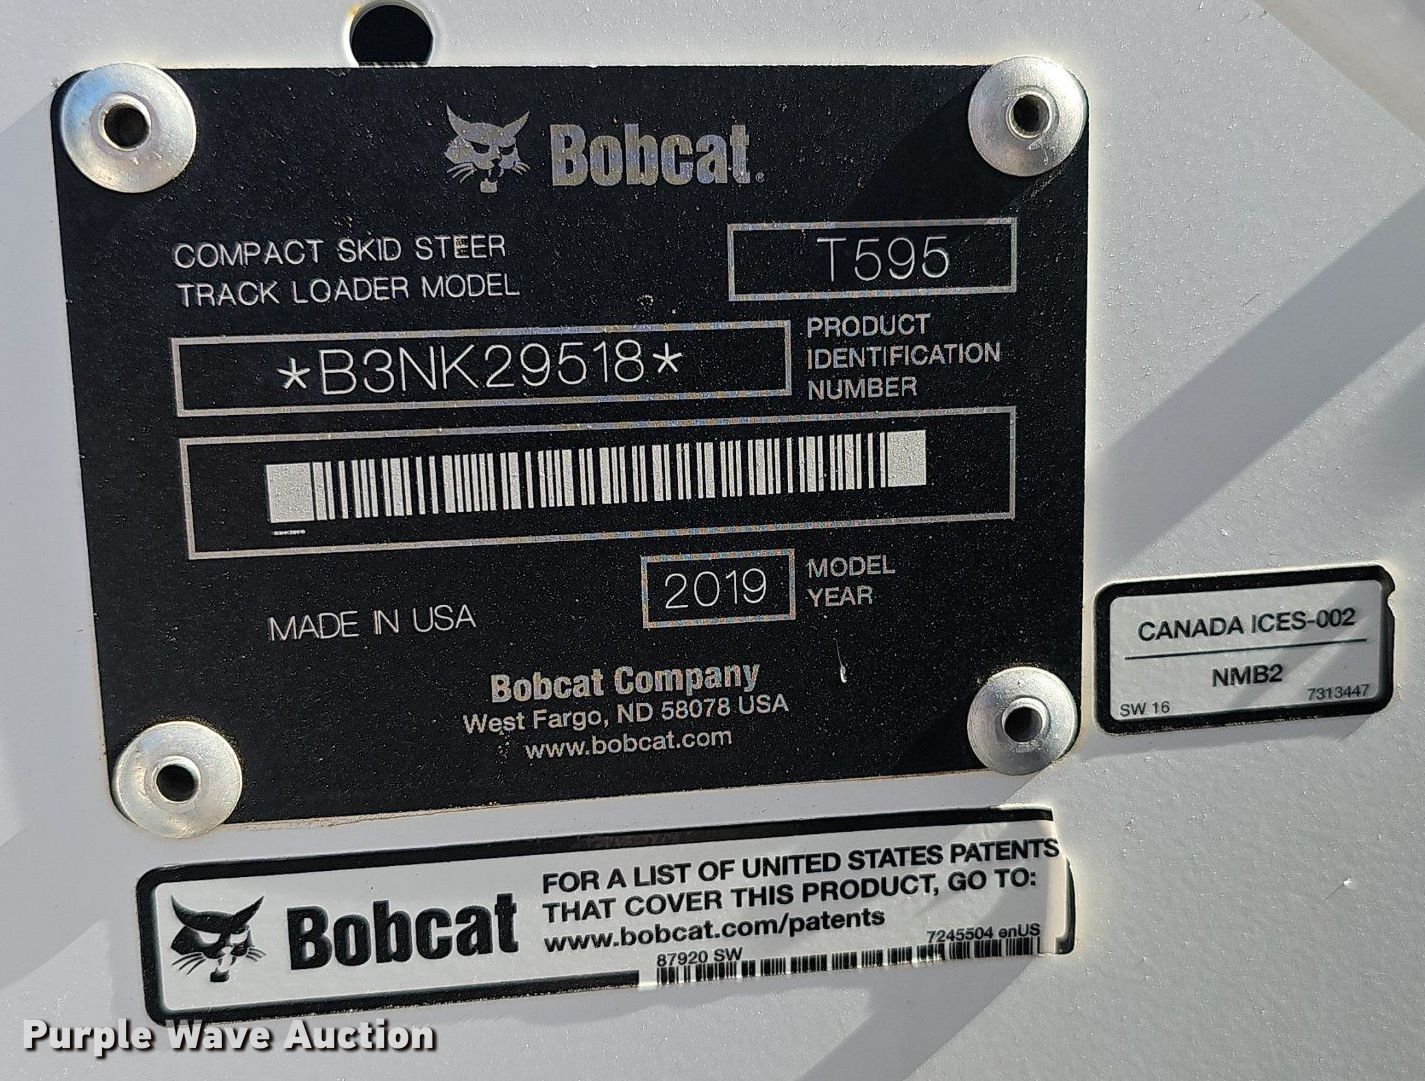 Bobcat®
COMPACT SKID STEER
TRACK LOADER MODEL
T595
*B3NK29518*
PRODUCT
IDENTIFICATION
NUMBER
MADE IN USA
2019
MODEL
YEAR
Bobcat Company
West Fargo, ND 58078 USA
www.bobcat.com
CANADA ICES-002
NMB2
SW 16
7313447
Bobcat
FOR A LIST OF UNITED STATES PATENTS
THAT COVER THIS PRODUCT, GO TO:
www.bobcat.com/patents
87920 SW
7245504 enUS
Purple Wave Auction